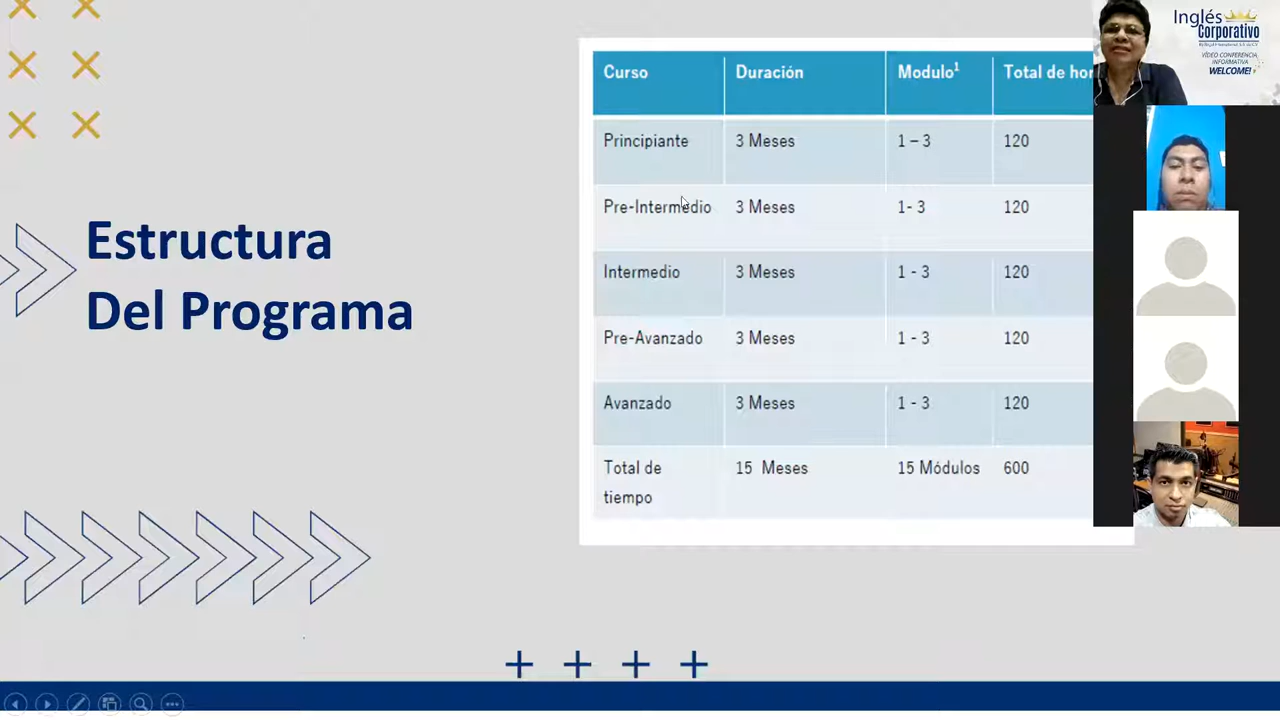 Estructura
Del Programa
Curso Duración Modulo¹ Total de hor
Principiante 3 Meses 1 – 3 120
Pre-Intermedio 3 Meses 1- 3 120
Intermedio 3 Meses 1 - 3 120
Pre-Avanzado 3 Meses 1 - 3 120
Avanzado 3 Meses 1 - 3 120
Total de 15 Meses 15 Módulos 600
tiempo
Inglés
Corporativo
VÍDEO CONFERENCIA
INFORMATIVA
WELCOME!